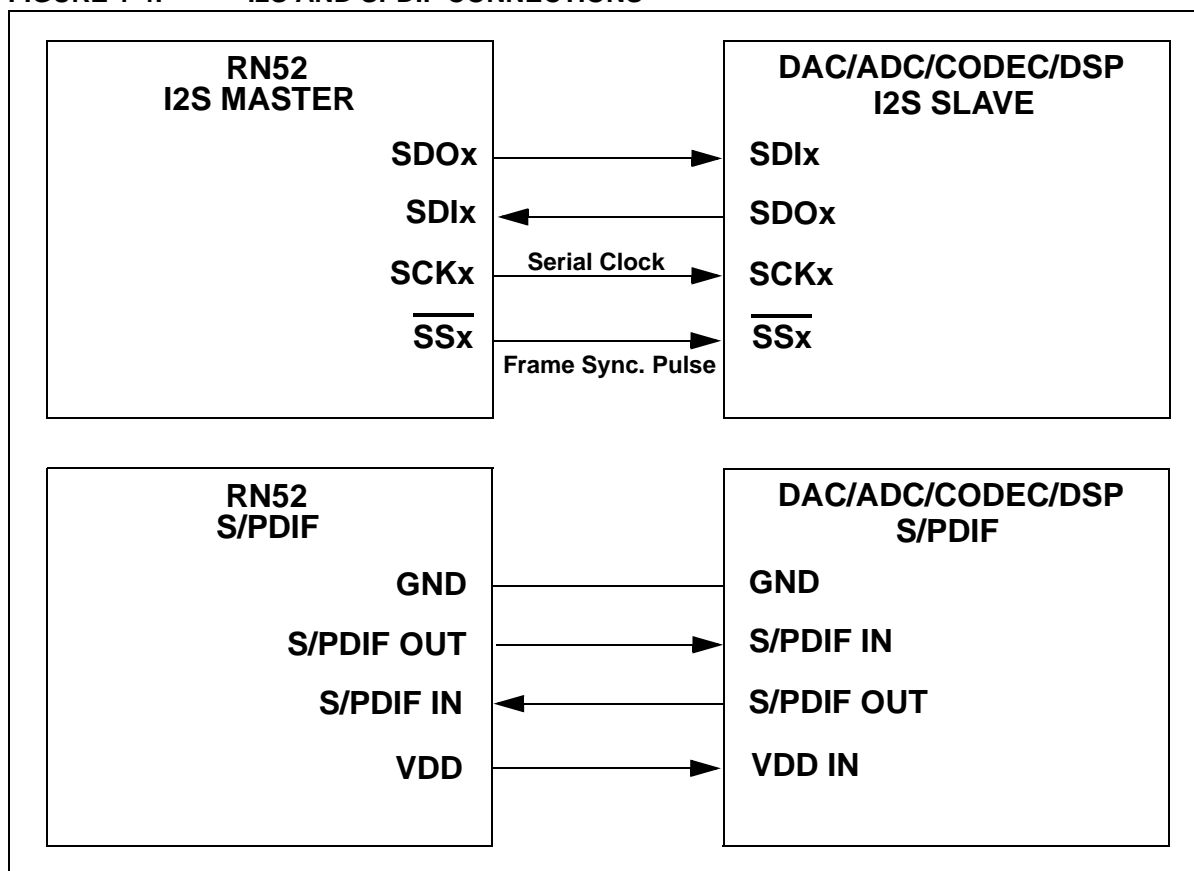 RN52
I2S MASTER
DAC/ADC/CODEC/DSP
I2S SLAVE
SDOx
SDIx
SDIx
SDOx
SCKx
Serial Clock
SCKx
SSx
SSx
Frame Sync. Pulse
RN52
S/PDIF
DAC/ADC/CODEC/DSP
S/PDIF
GND
GND
S/PDIF OUT
S/PDIF IN
S/PDIF IN
S/PDIF OUT
VDD
VDD IN